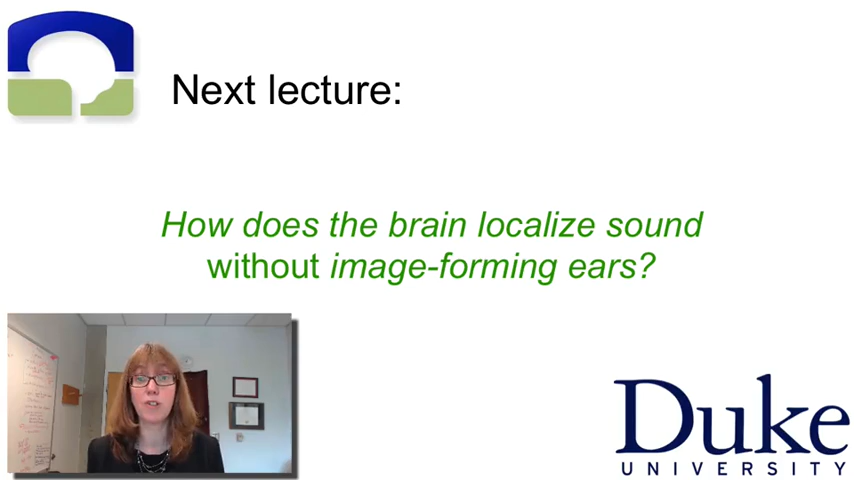 Next lecture:
How does the brain localize sound
without image-forming ears?
Duke
UNIVERSITY